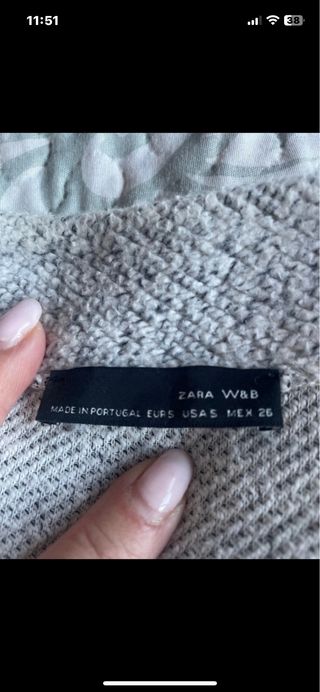 11:51
38
ZARA W&B
MADE IN PORTUGAL EUR S USA S MEX 26